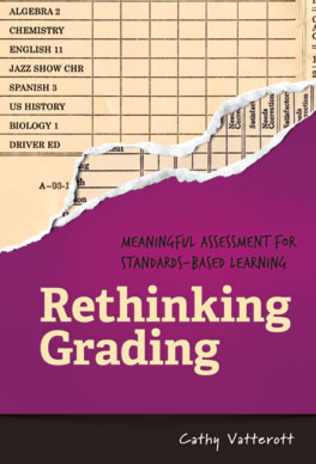 ALGEBRA 2
CHEMISTRY
ENGLISH 11
JAZZ SHOW CHR
SPANISH 3
US HISTORY
BIOLOGY 1
DRIVER ED
A-93-1
MEANINGFUL ASSESSMENT FOR
STANDARDS-BASED LEARNING
Rethinking
Grading
Cathy Vatterott